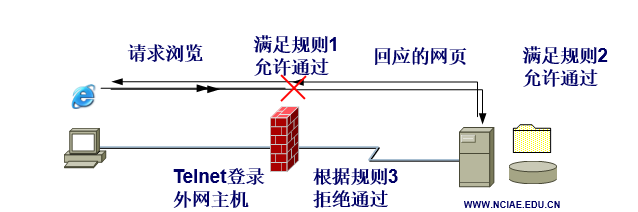 请求浏览
满足规则1
允许通过
回应的网页
满足规则2
允许通过
Telnet登录
外网主机
根据规则3
拒绝通过
WWW.NCIAE.EDU.CN